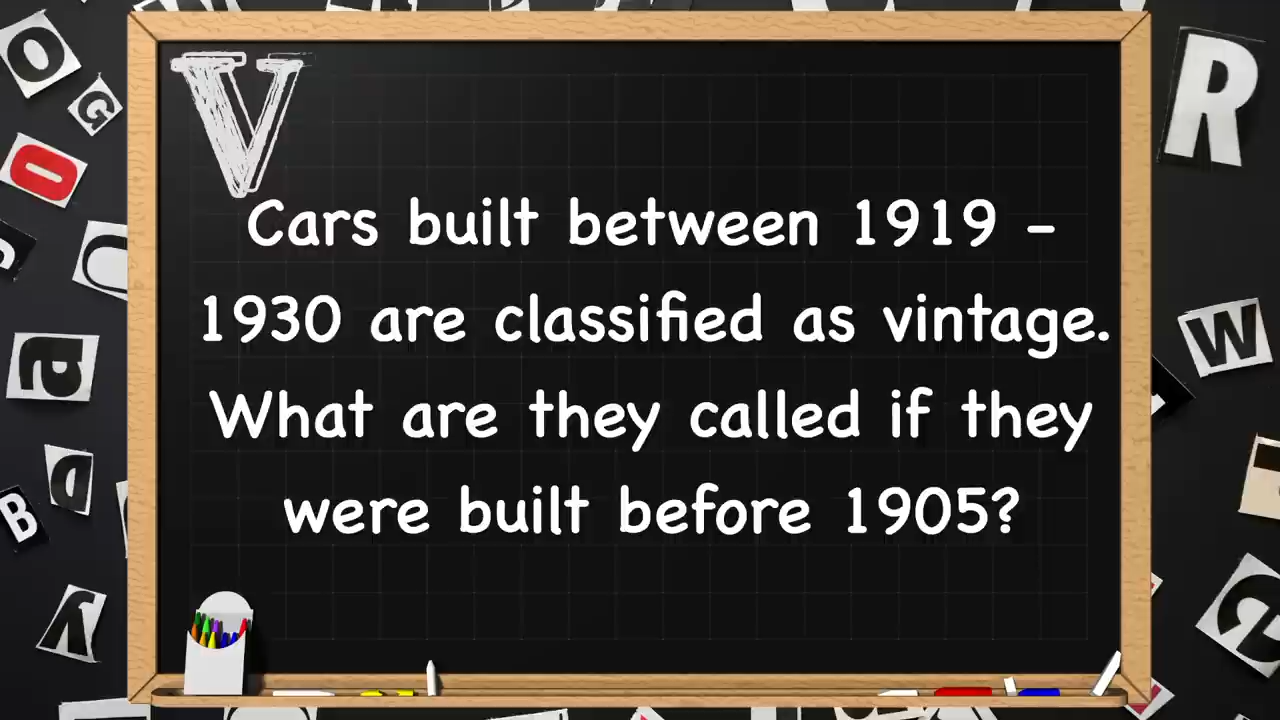 V
Cars built between 1919 –
1930 are classified as vintage.
What are they called if they
were built before 1905?
O
G
O
R
a
W
D
B
y